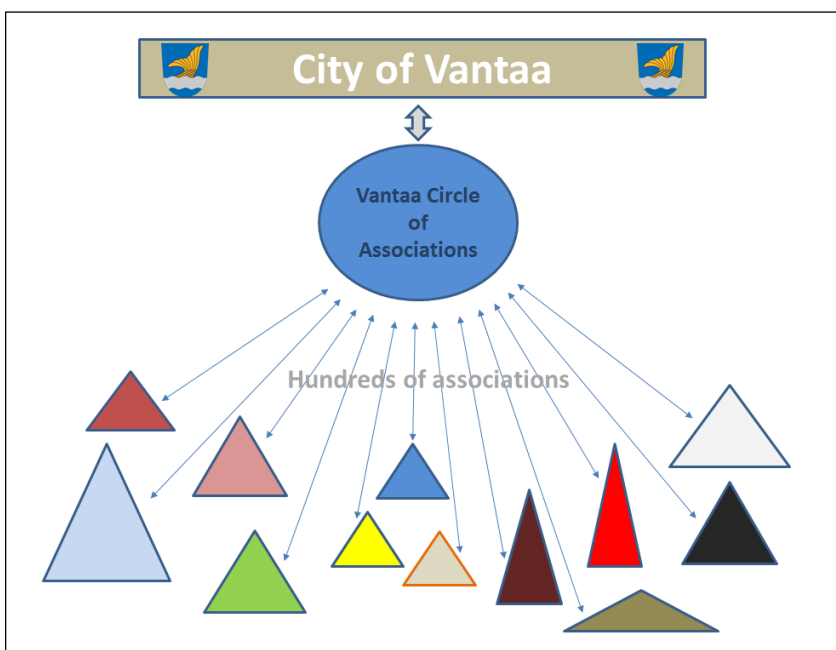 City of Vantaa
Vantaa Circle
of
Associations
Hundreds of associations